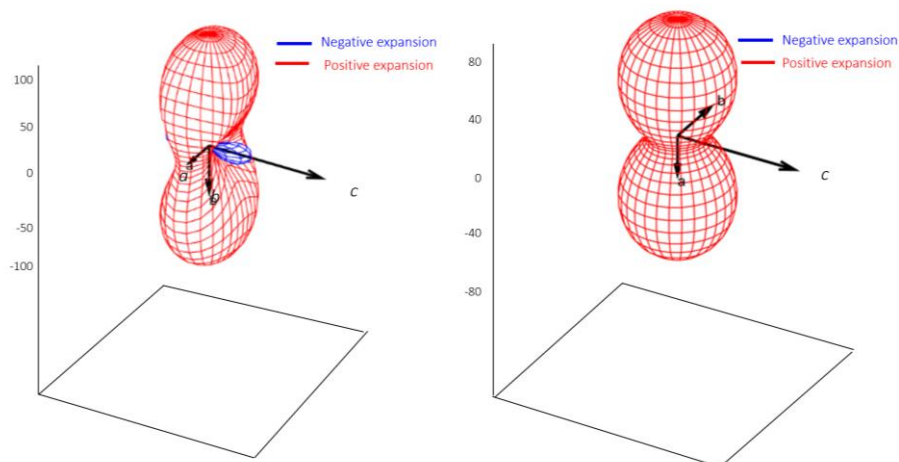 Negative expansion
Positive expansion
100
50
0
-50
-100
a
b
c
Negative expansion
Positive expansion
80
40
0
-40
-80
b
a
c